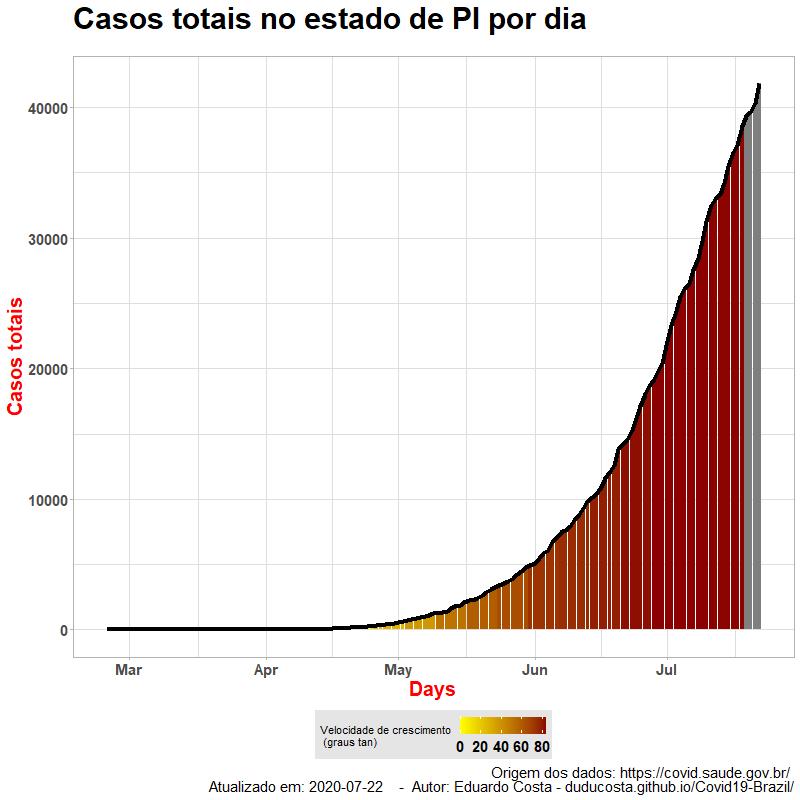 Casos totais no estado de PI por dia
40000
30000
20000
10000
0
Casos totais
Mar Apr May Jun Jul
Days
Velocidade de crescimento
(graus tan)
0 20 40 60 80
Origem dos dados: https://covid.saude.gov.br/
Atualizado em: 2020-07-22 - Autor: Eduardo Costa - duducosta.github.io/Covid19-Brazil/